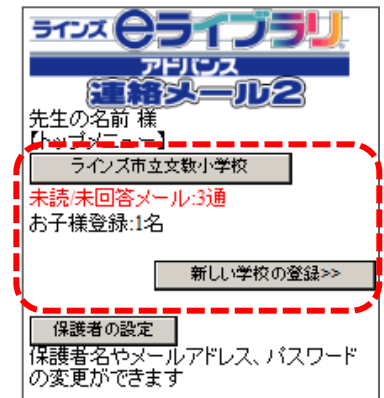 ラインズeライブラリ
アドバンス
連絡メール2
先生の名前 様
【トップメニュー】
ラインズ市立文教小学校
未読/未回答メール:3通
お子様登録:1名
新しい学校の登録>>
保護者の設定
保護者名やメールアドレス、パスワード
の変更ができます